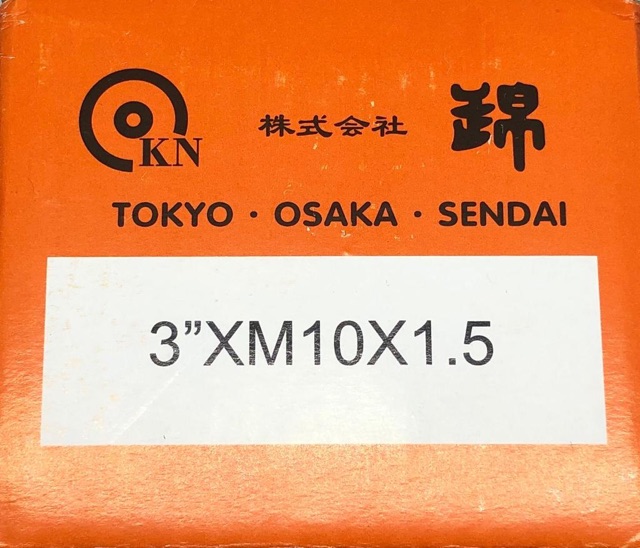 KN 株式会社 錦
TOKYO · OSAKA · SENDAI
3”XM10X1.5